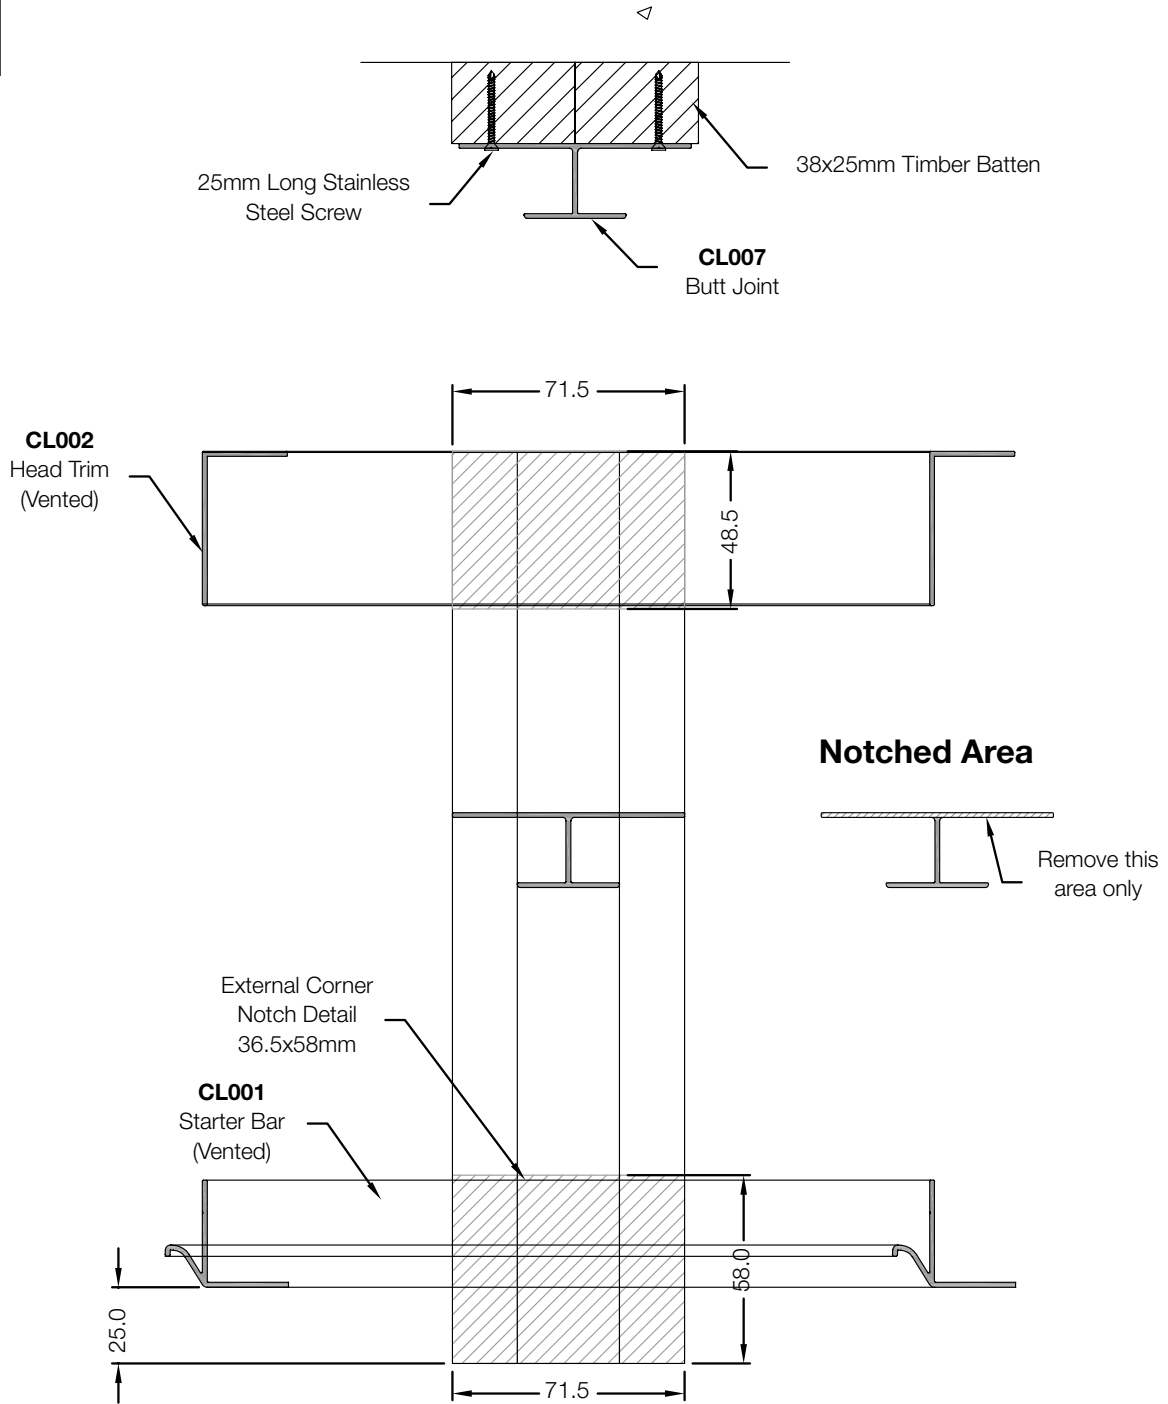 25mm Long Stainless
Steel Screw
38x25mm Timber Batten
CL007
Butt Joint
71.5
CL002
Head Trim
(Vented)
48.5
Notched Area
Remove this
area only
External Corner
Notch Detail
36.5x58mm
CL001
Starter Bar
(Vented)
58.0
25.0
71.5